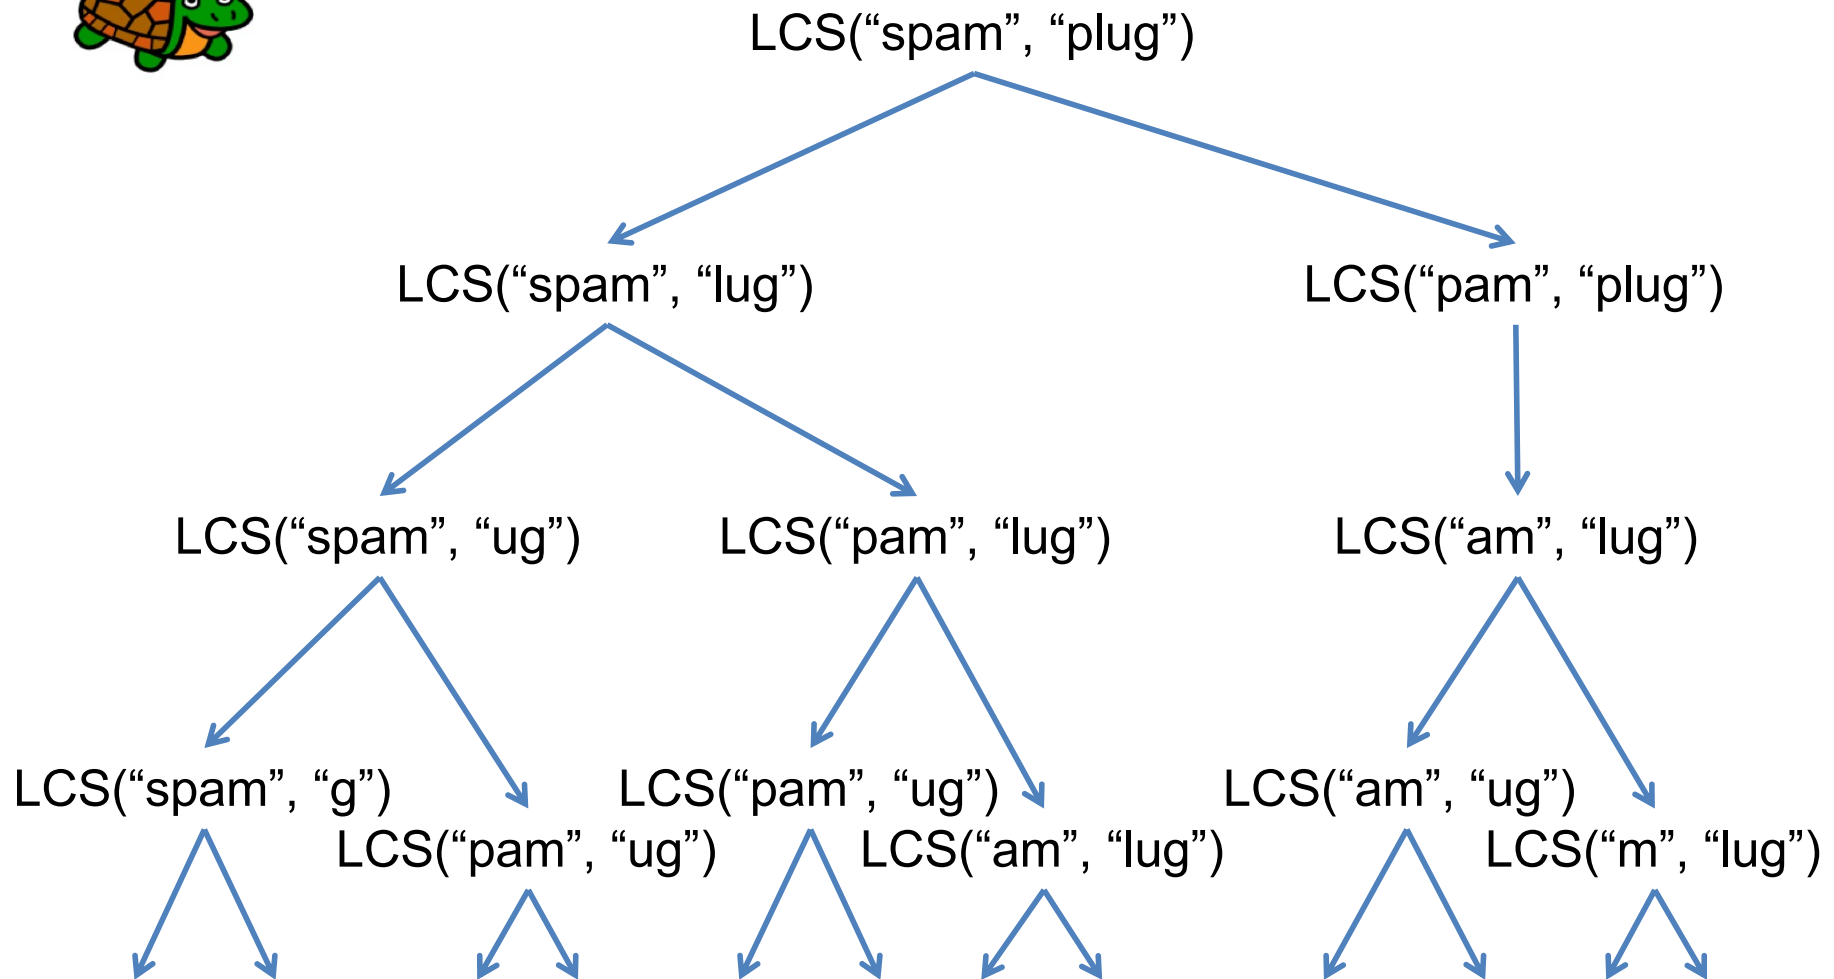 LCS(“spam”, “plug”)
LCS(“spam”, “lug”)
LCS(“pam”, “plug”)
LCS(“spam”, “ug”)
LCS(“pam”, “lug”)
LCS(“am”, “lug”)
LCS(“spam”, “g”)
LCS(“pam”, “ug”)
LCS(“pam”, “ug”)
LCS(“am”, “lug”)
LCS(“am”, “ug”)
LCS(“m”, “lug”)